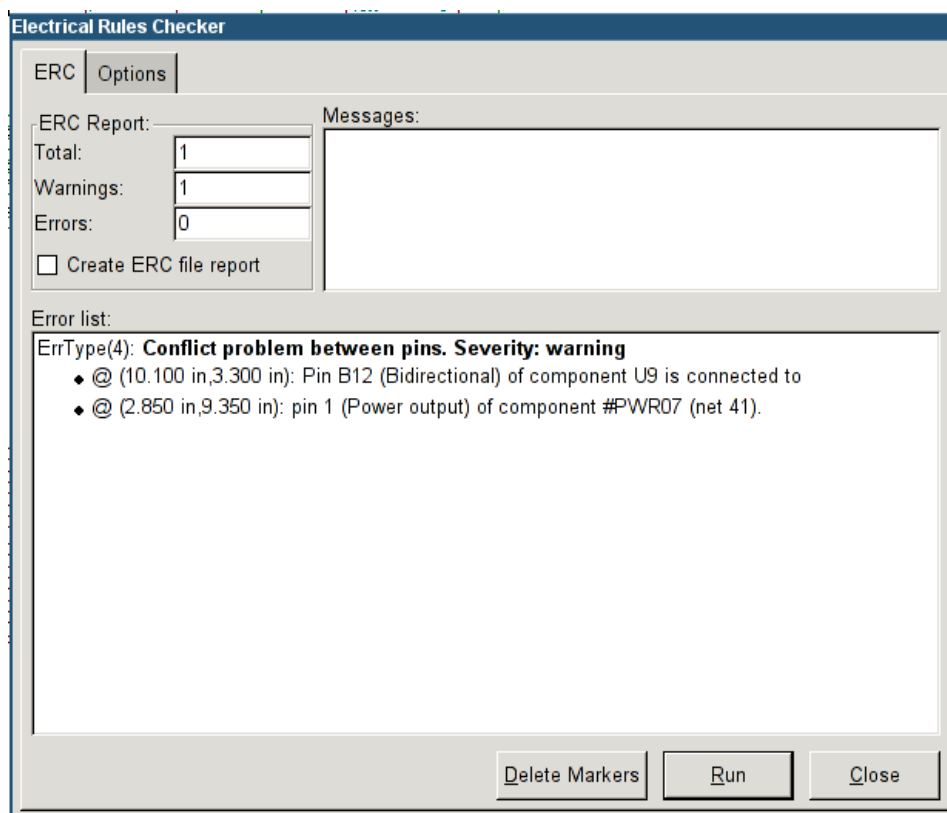 Electrical Rules Checker
ERC Options
ERC Report:
Total: 1
Warnings: 1
Errors: 0
Create ERC file report
Messages:
Error list:
ErrType(4): Conflict problem between pins. Severity: warning
@ (10.100 in,3.300 in): Pin B12 (Bidirectional) of component U9 is connected to
@ (2.850 in,9.350 in): pin 1 (Power output) of component #PWR07 (net 41).
Delete Markers Run Close